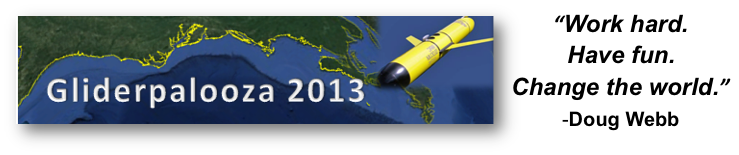 Gliderpalooza 2013
“Work hard.
Have fun.
Change the world.”
-Doug Webb